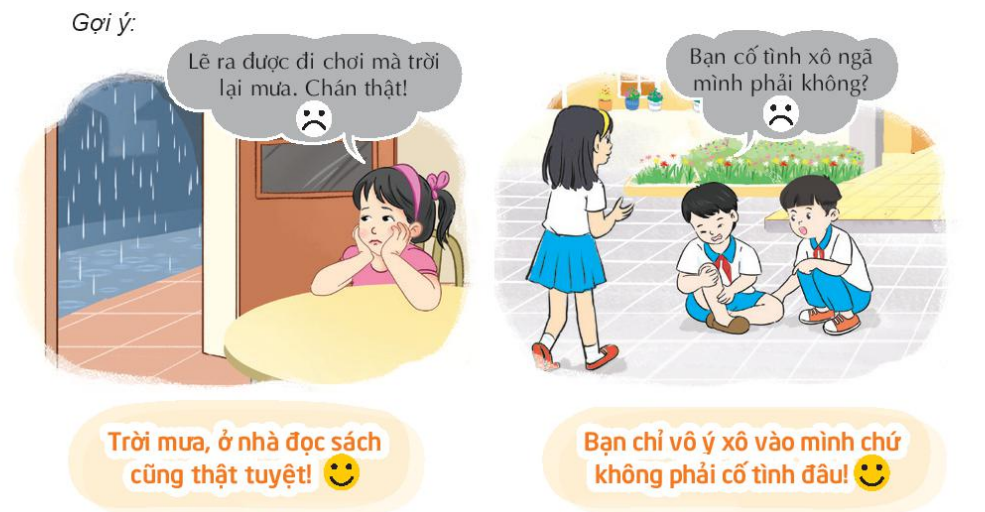 Gợi ý:
Lẽ ra được đi chơi mà trời
lại mưa. Chán thật!
Bạn cố tình xô ngã
mình phải không?
Trời mưa, ở nhà đọc sách
cũng thật tuyệt!
Bạn chỉ vô ý xô vào mình chứ
không phải cố tình đâu!